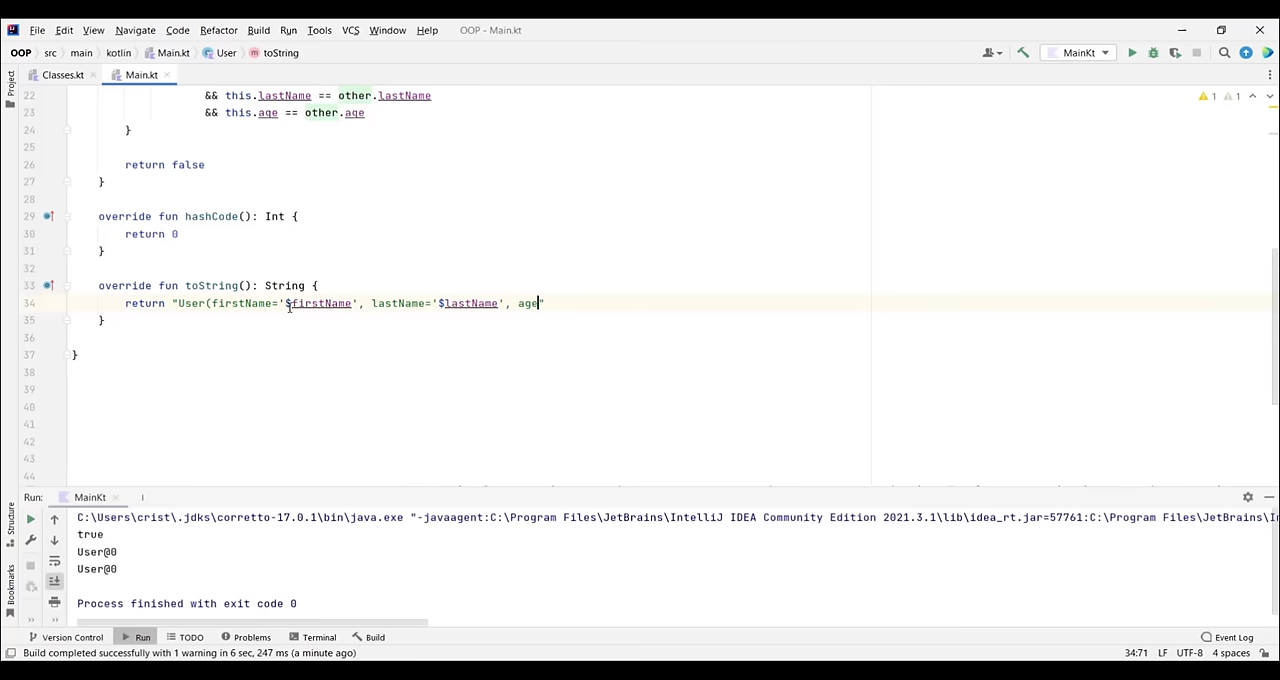 File Edit View Navigate Code Refactor Build Run Tools VCS Window Help OOP - Main.kt
OOP src main kotlin Main.kt User toString MainKt
Project Classes.kt Main.kt
22 && this.lastName == other.lastName 1 1
23 && this.age == other.age
24 }
25
26 return false
27 }
28
29 override fun hashCode(): Int {
30 return 0
31 }
32
33 override fun toString(): String {
34 return "User(firstName='$firstName', lastName='$lastName', age"
35 }
36
37 }
38
39
40
41
42
43
44
Run: MainKt
C:\Users\crist\.jdks\corretto-17.0.1\bin\java.exe "-javaagent:C:\Program Files\JetBrains\IntelliJ IDEA Community Edition 2021.3.1\lib\idea_rt.jar=57761:C:\Program Files\JetBrains\I
true
User@0
User@0
Process finished with exit code 0
Structure
Bookmarks
Version Control Run TODO Problems Terminal Build Event Log
Build completed successfully with 1 warning in 6 sec, 247 ms (a minute ago) 34:71 LF UTF-8 4 spaces